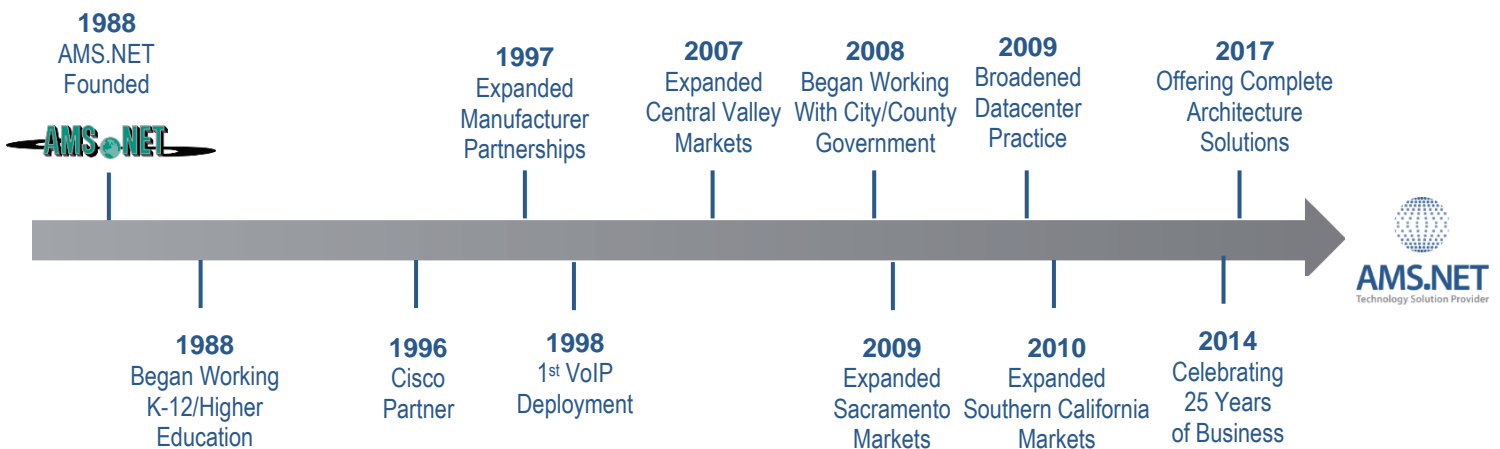 1988
AMS.NET
Founded
AMS.NET
1997
Expanded
Manufacturer
Partnerships
2007
Expanded
Central Valley
Markets
2008
Began Working
With City/County
Government
2009
Broadened
Datacenter
Practice
2017
Offering Complete
Architecture
Solutions
AMS.NET
Technology Solution Provider
1988
Began Working
K-12/Higher
Education
1996
Cisco
Partner
1998
1st VoIP
Deployment
2009
Expanded
Sacramento
Markets
2010
Expanded
Southern California
Markets
2014
Celebrating
25 Years
of Business